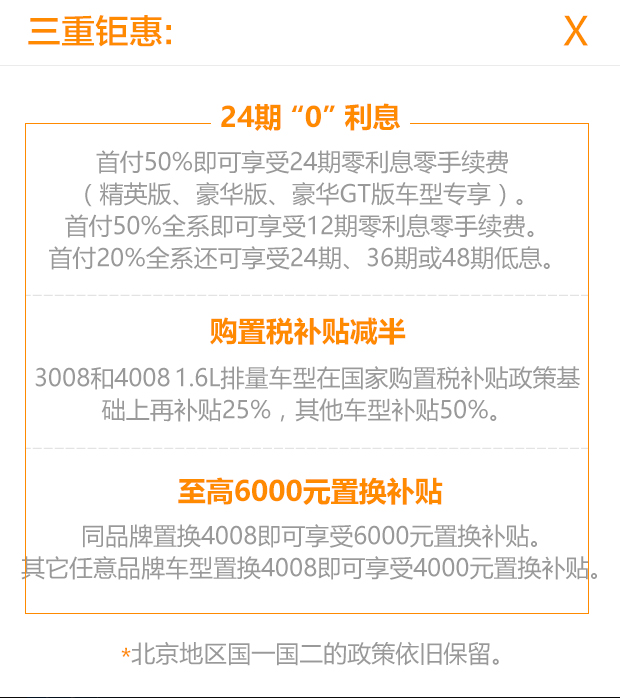 三重钜惠:
X
24期 “0” 利息
首付50%即可享受24期零利息零手续费
（精英版、豪华版、豪华GT版车型专享）。
首付50%全系即可享受12期零利息零手续费。
首付20%全系还可享受24期、36期或48期低息。
购置税补贴减半
3008和4008 1.6L排量车型在国家购置税补贴政策基
础上再补贴25%，其他车型补贴50%。
至高6000元置换补贴
同品牌置换4008即可享受6000元置换补贴。
其它任意品牌车型置换4008即可享受4000元置换补贴。
*北京地区国一国二的政策依旧保留。